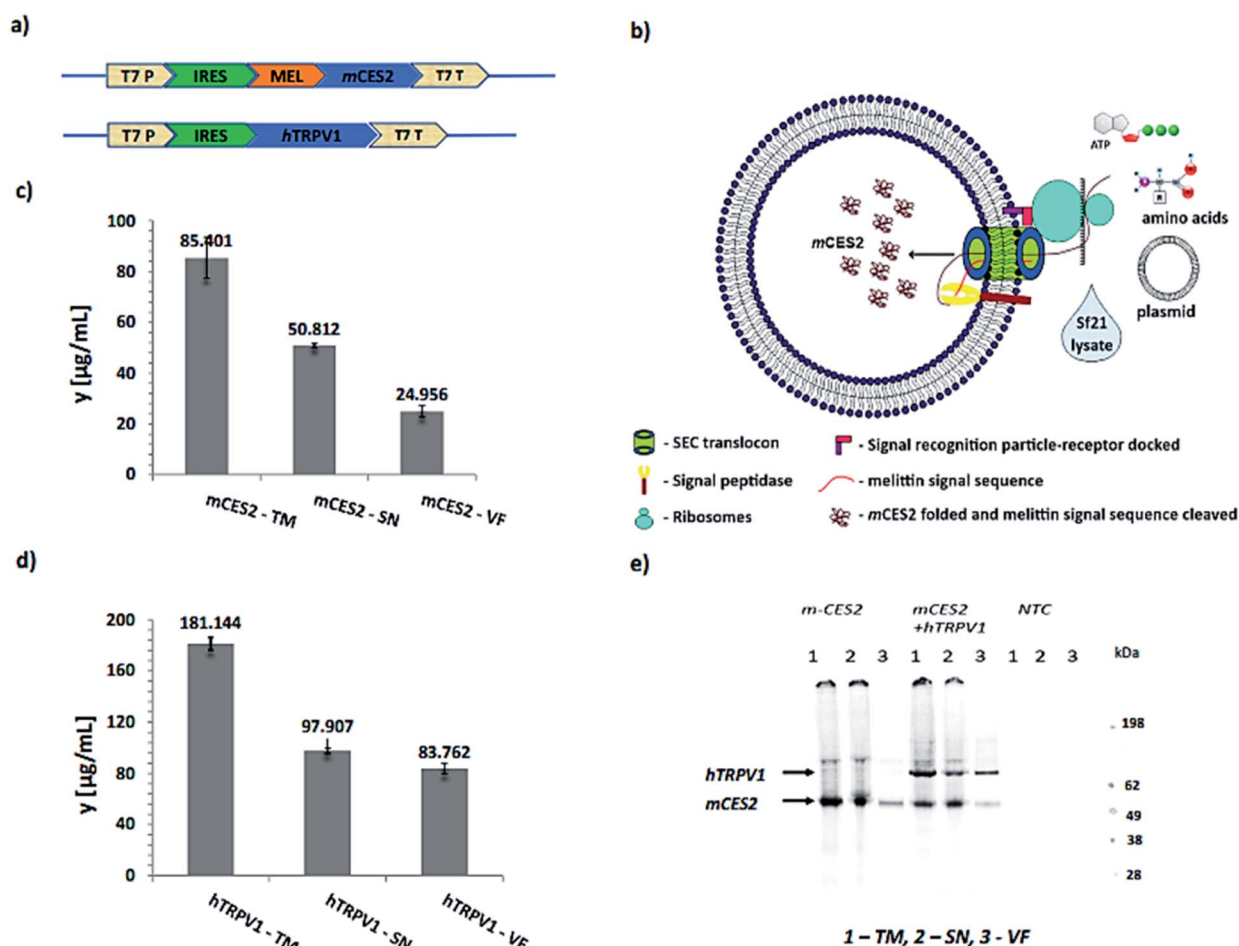 a)
T7 P IRES MEL mCES2 T7 T
T7 P IRES hTRPV1 T7 T
b)
ATP
R
amino acids
plasmid
Sf21
lysate
mCES2
- SEC translocon
- Signal peptidase
- Ribosomes
- Signal recognition particle-receptor docked
- melittin signal sequence
- mCES2 folded and melittin signal sequence cleaved
c)
y [µg/mL]
100
80
60
40
20
0
85.401
50.812
24.956
mCES2 - TM
mCES2 - SN
mCES2 - VF
d)
y [µg/mL]
200
160
120
80
40
0
181.144
97.907
83.762
hTRPV1 - TM
hTRPV1 - SN
hTRPV1 - VF
e)
m-CES2 mCES2 NTC
+hTRPV1
1 2 3 1 2 3 1 2 3 kDa
198
hTRPV1
62
mCES2
49
38
28
1 – TM, 2 – SN, 3 - VF